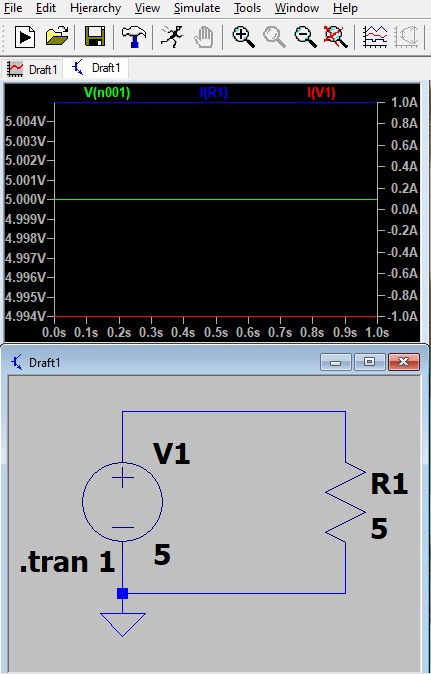 File Edit Hierarchy View Simulate Tools Window Help
Draft1 Draft1
V(n001) I(R1) I(V1)
1.0A
5.004V 0.8A
5.003V 0.6A
5.002V 0.4A
5.001V 0.2A
5.000V 0.0A
4.999V -0.2A
4.998V -0.4A
4.997V -0.6A
4.996V
4.995V -0.8A
4.994V -1.0A
0.0s 0.1s 0.2s 0.3s 0.4s 0.5s 0.6s 0.7s 0.8s 0.9s 1.0s
Draft1
V1
R1
5
.tran 1 5